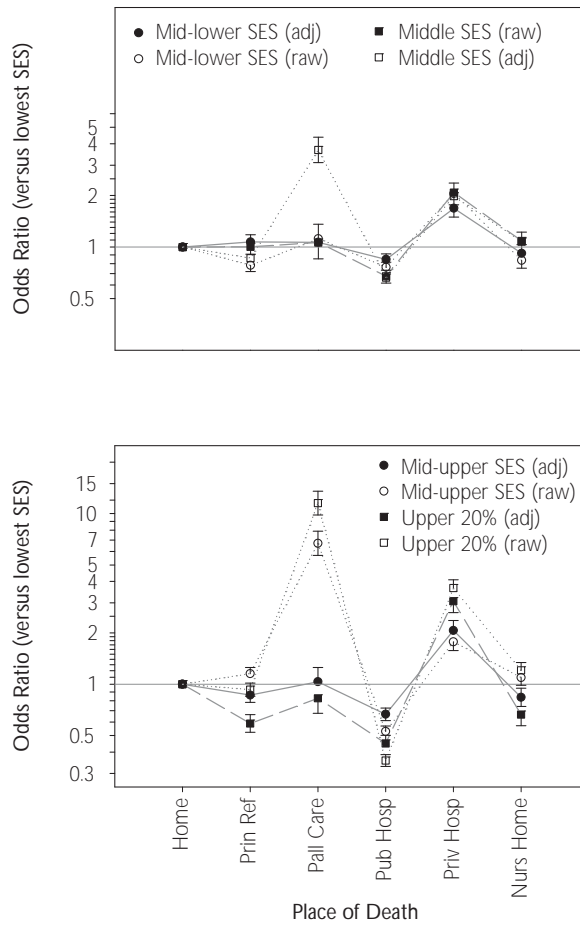 Mid-lower SES (adj)
Mid-lower SES (raw)
Middle SES (raw)
Middle SES (adj)
Odds Ratio (versus lowest SES)
5
4
3
2
1
0.5
Mid-upper SES (adj)
Mid-upper SES (raw)
Upper 20% (adj)
Upper 20% (raw)
Odds Ratio (versus lowest SES)
15
10
7
5
4
3
2
1
0.5
0.3
Home
Prin Ref
Pall Care
Pub Hosp
Priv Hosp
Nurs Home
Place of Death